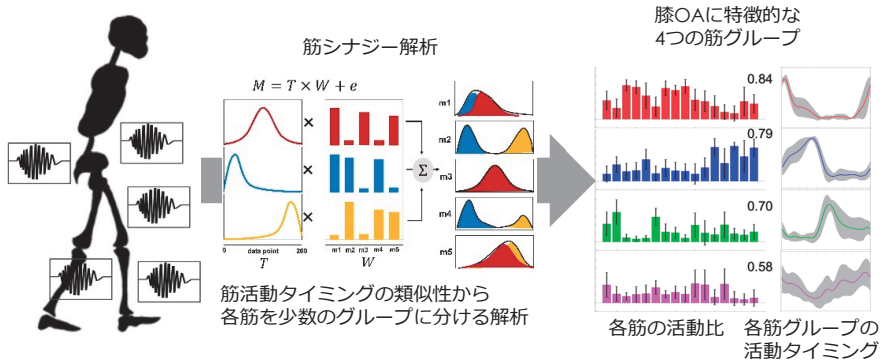 筋シナジー解析
M = T × W + e
×
×
×
Σ
0 data point 200
T
m1 m2 m3 m4 m5
W
m1
m2
m3
m4
m5
筋活動タイミングの類似性から
各筋を少数のグループに分ける解析
膝OAに特徴的な
4つの筋グループ
0.84
0.79
0.70
0.58
各筋の活動比
各筋グループの
活動タイミング